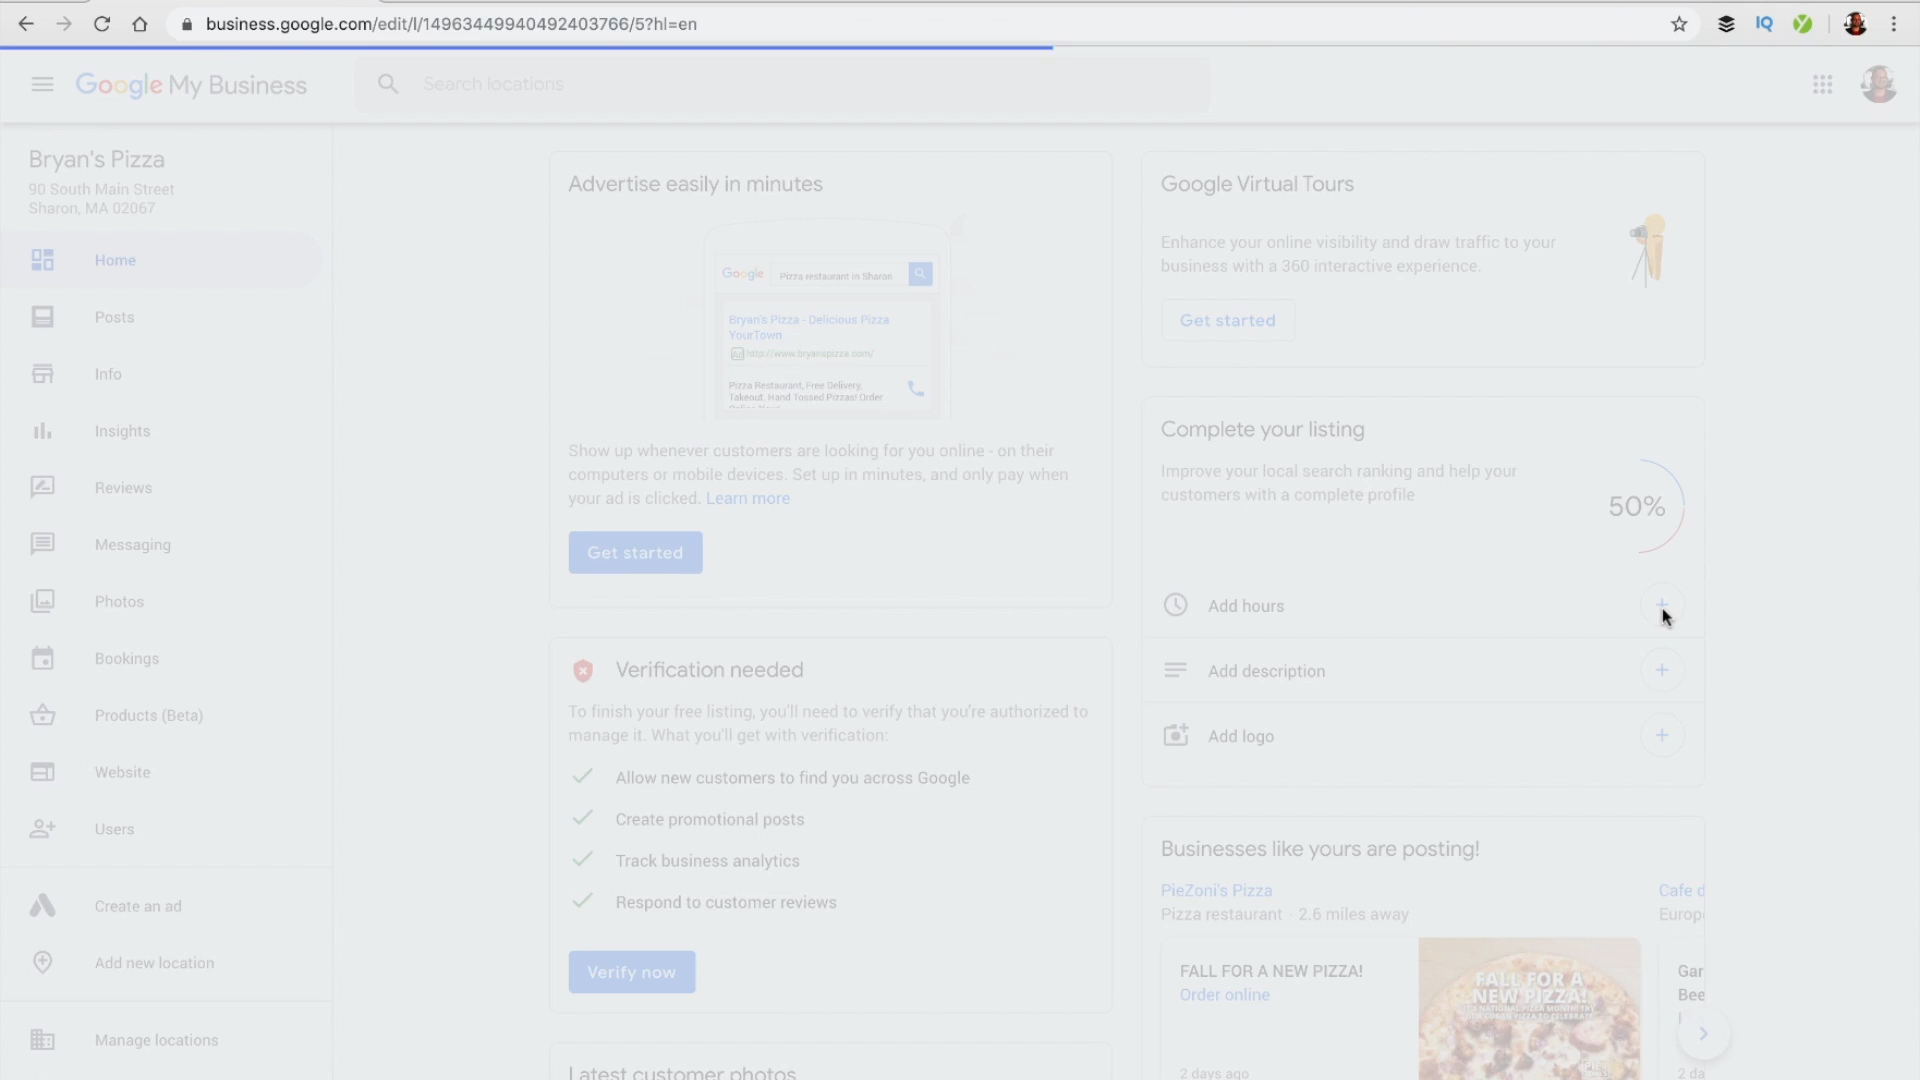 business.google.com/edit/l/14963449940492403766/5?hl=en
IQ
Google My Business
Search locations
Bryan's Pizza
90 South Main Street
Sharon, MA 02067
Home
Posts
Info
Insights
Reviews
Messaging
Photos
Bookings
Products (Beta)
Website
Users
Create an ad
Add new location
Manage locations
Advertise easily in minutes
Google
Pizza restaurant in Sharon
Bryan's Pizza - Delicious Pizza
YourTown
Ad http://www.bryanspizza.com/
Pizza Restaurant, Free Delivery,
Takeout. Hand Tossed Pizzas! Order
Show up whenever customers are looking for you online - on their
computers or mobile devices. Set up in minutes, and only pay when
your ad is clicked. Learn more
Get started
Verification needed
To finish your free listing, you'll need to verify that you're authorized to
manage it. What you'll get with verification:
Allow new customers to find you across Google
Create promotional posts
Track business analytics
Respond to customer reviews
Verify now
Latest customer photos
Google Virtual Tours
Enhance your online visibility and draw traffic to your
business with a 360 interactive experience.
Get started
Complete your listing
Improve your local search ranking and help your
customers with a complete profile
50%
Add hours
Add description
Add logo
Businesses like yours are posting!
PieZoni's Pizza
Pizza restaurant · 2.6 miles away
FALL FOR A NEW PIZZA!
Order online
2 days ago
FALL FOR A
NEW PIZZA!
Cafe d
Europ
Gar
Bee
2 da